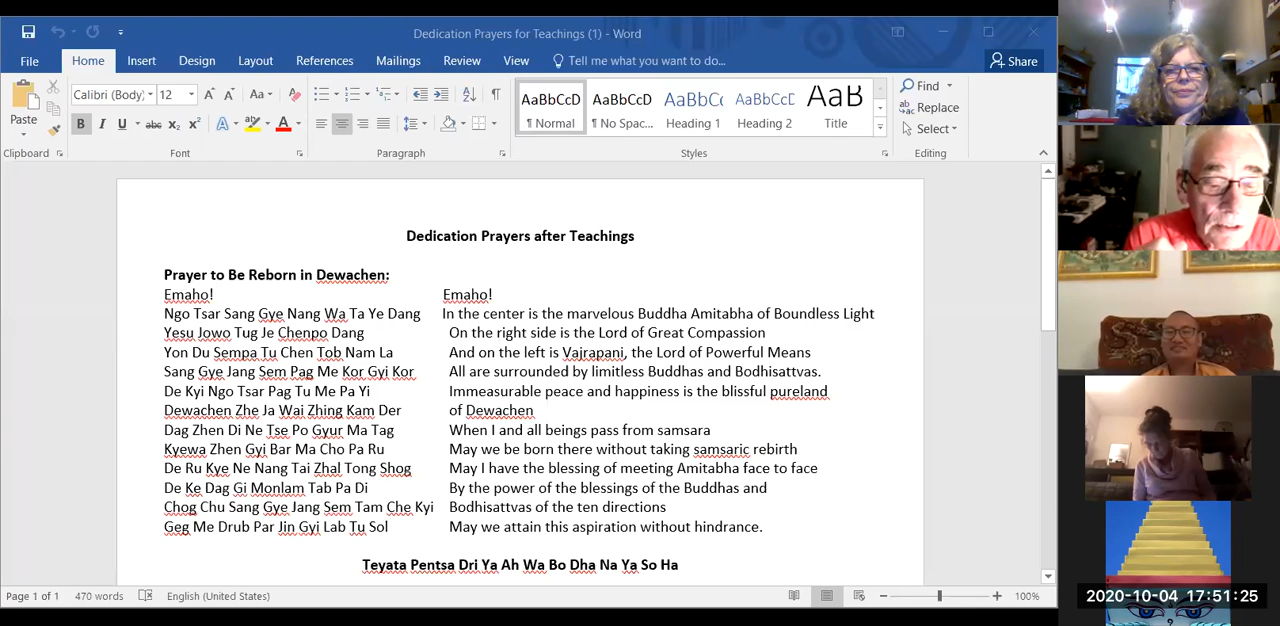 Dedication Prayers for Teachings (1) - Word
File Home Insert Design Layout References Mailings Review View Tell me what you want to do... Share
Paste
Calibri (Body) 12 Aa
B I U abc X₂ X² A A
AaBbCcD AaBbCcD AaBbCc AaBbCcD AaB
¶ Normal ¶ No Spac... Heading 1 Heading 2 Title
Find
Replace
Select
Clipboard Font Paragraph Styles Editing
Dedication Prayers after Teachings
Prayer to Be Reborn in Dewachen:
Emaho! Emaho!
Ngo Tsar Sang Gye Nang Wa Ta Ye Dang In the center is the marvelous Buddha Amitabha of Boundless Light
Yesu Jowo Tug Je Chenpo Dang On the right side is the Lord of Great Compassion
Yon Du Sempa Tu Chen Tob Nam La And on the left is Vajrapani, the Lord of Powerful Means
Sang Gye Jang Sem Pag Me Kor Gyi Kor All are surrounded by limitless Buddhas and Bodhisattvas.
De Kyi Ngo Tsar Pag Tu Me Pa Yi Immeasurable peace and happiness is the blissful pureland
Dewachen Zhe Ja Wai Zhing Kam Der of Dewachen
Dag Zhen Di Ne Tse Po Gyur Ma Tag When I and all beings pass from samsara
Kyewa Zhen Gyi Bar Ma Cho Pa Ru May we be born there without taking samsaric rebirth
De Ru Kye Ne Nang Tai Zhal Tong Shog May I have the blessing of meeting Amitabha face to face
De Ke Dag Gi Monlam Tab Pa Di By the power of the blessings of the Buddhas and
Chog Chu Sang Gye Jang Sem Tam Che Kyi Bodhisattvas of the ten directions
Geg Me Drub Par Jin Gyi Lab Tu Sol May we attain this aspiration without hindrance.
Teyata Pentsa Dri Ya Ah Wa Bo Dha Na Ya So Ha
Page 1 of 1 470 words English (United States) 100%
2020-10-04 17:51:25